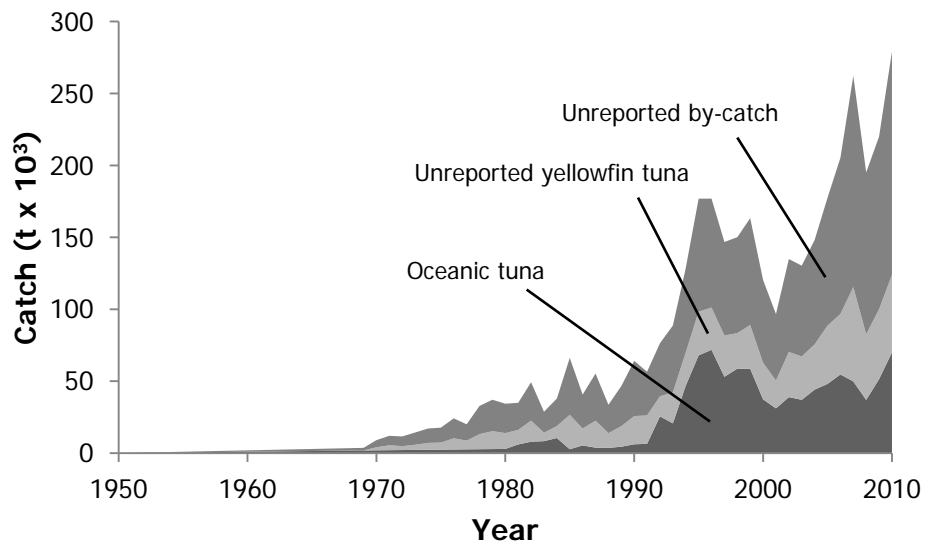 300
250
200
150
100
50
0
Catch (t x 10³)
Unreported by-catch
Unreported yellowfin tuna
Oceanic tuna
1950 1960 1970 1980 1990 2000 2010
Year